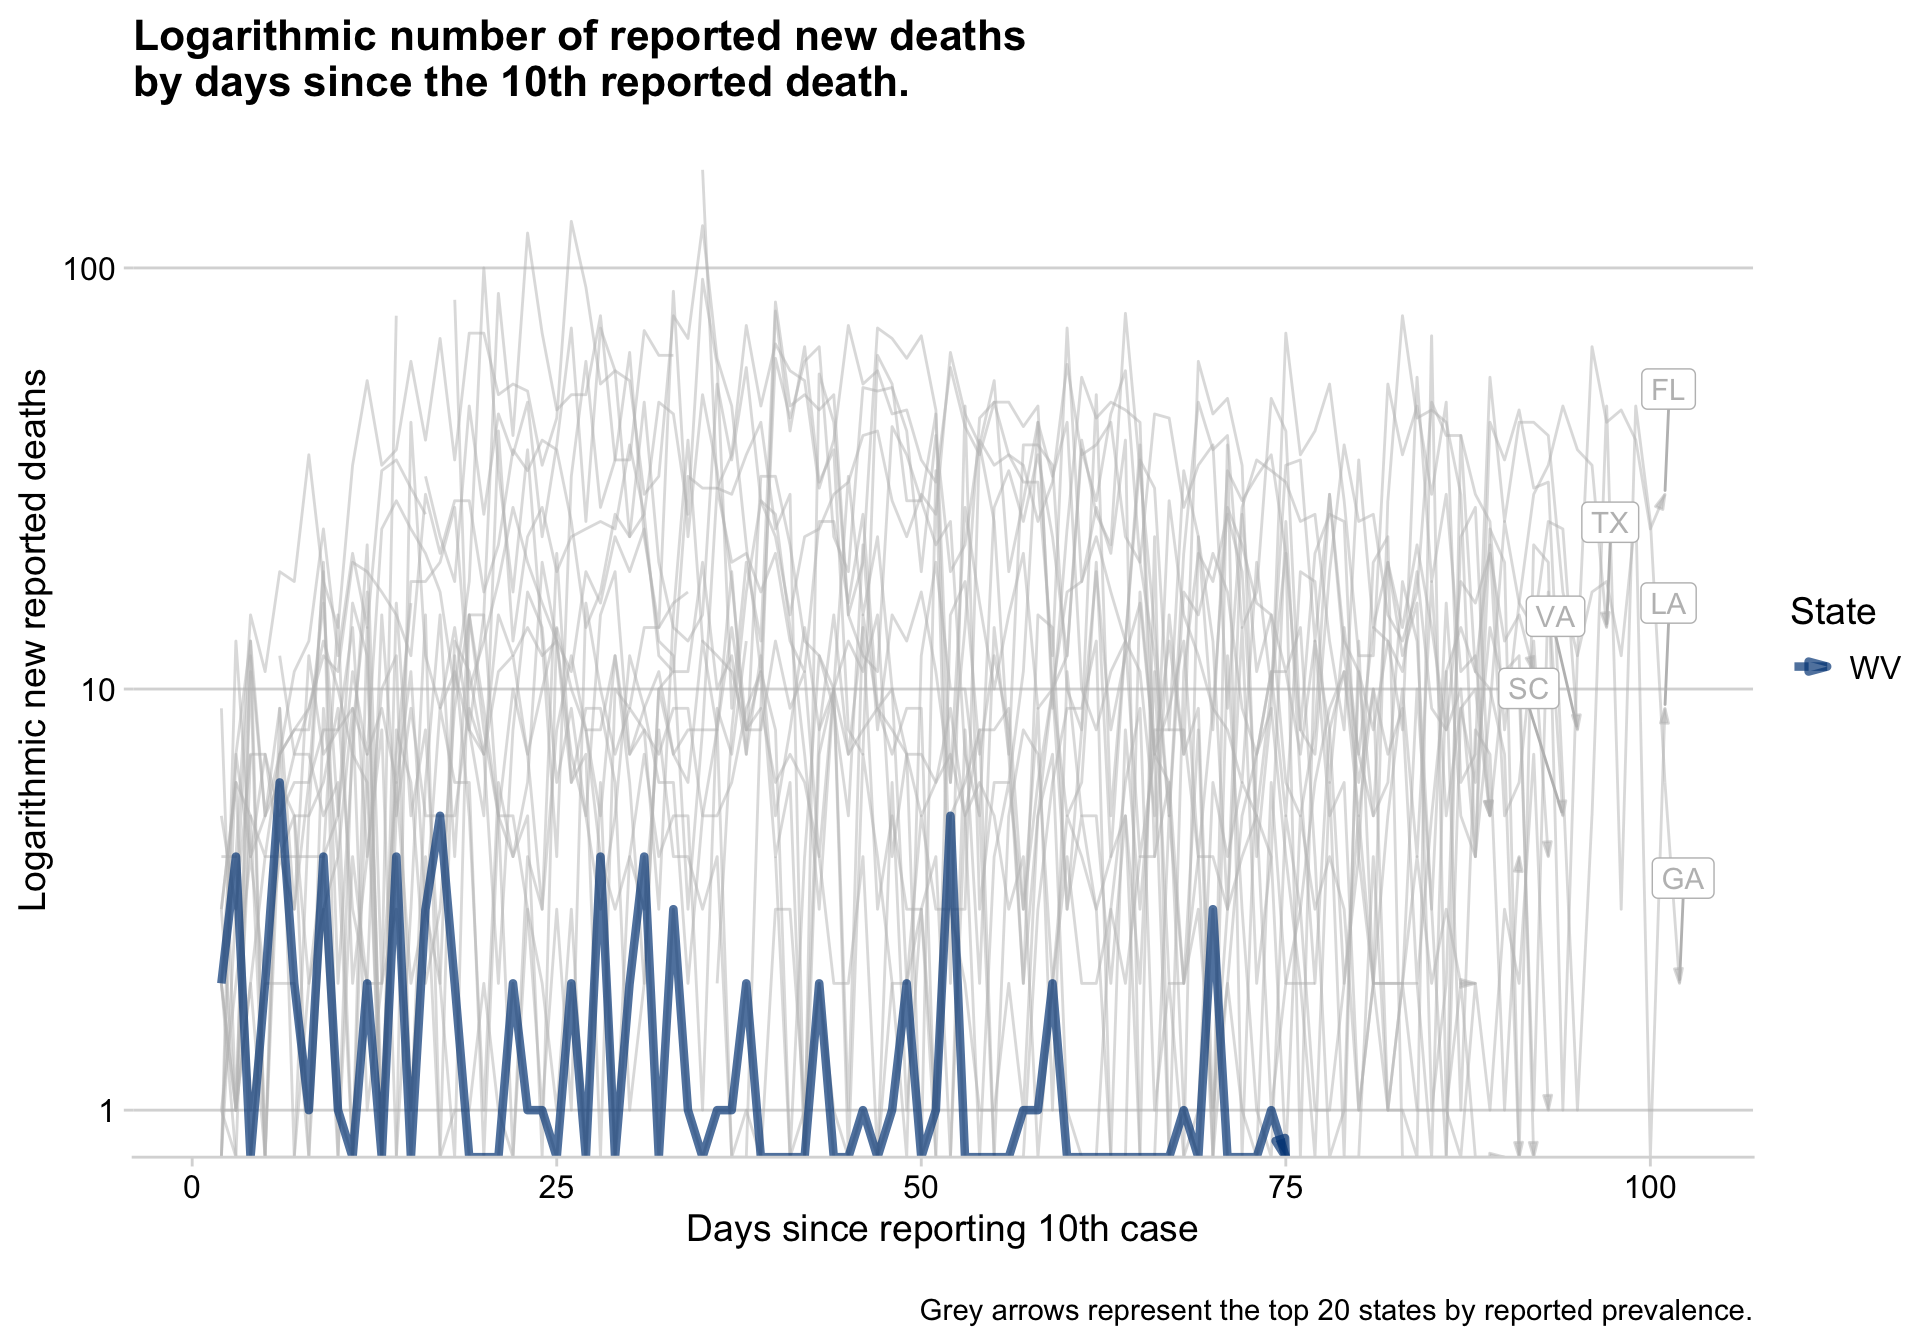 Logarithmic number of reported new deaths
by days since the 10th reported death.
Logarithmic new reported deaths
100
10
1
FL
TX
LA
VA
SC
GA
State
WV
0
25
50
75
100
Days since reporting 10th case
Grey arrows represent the top 20 states by reported prevalence.